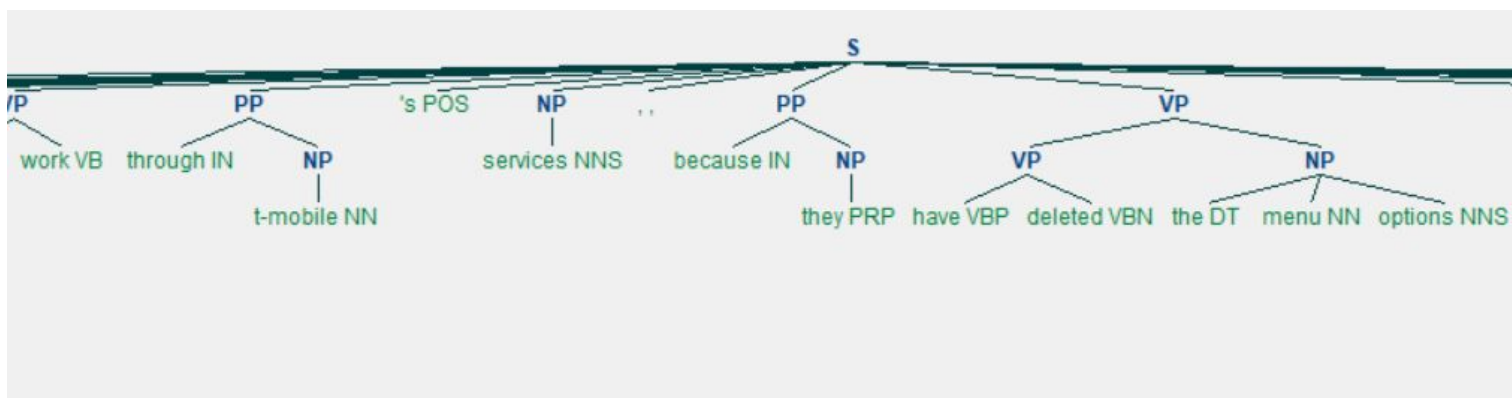 S
VP PP 's POS NP , , PP VP
work VB through IN NP services NNS because IN NP VP NP
t-mobile NN they PRP have VBP deleted VBN the DT menu NN options NNS